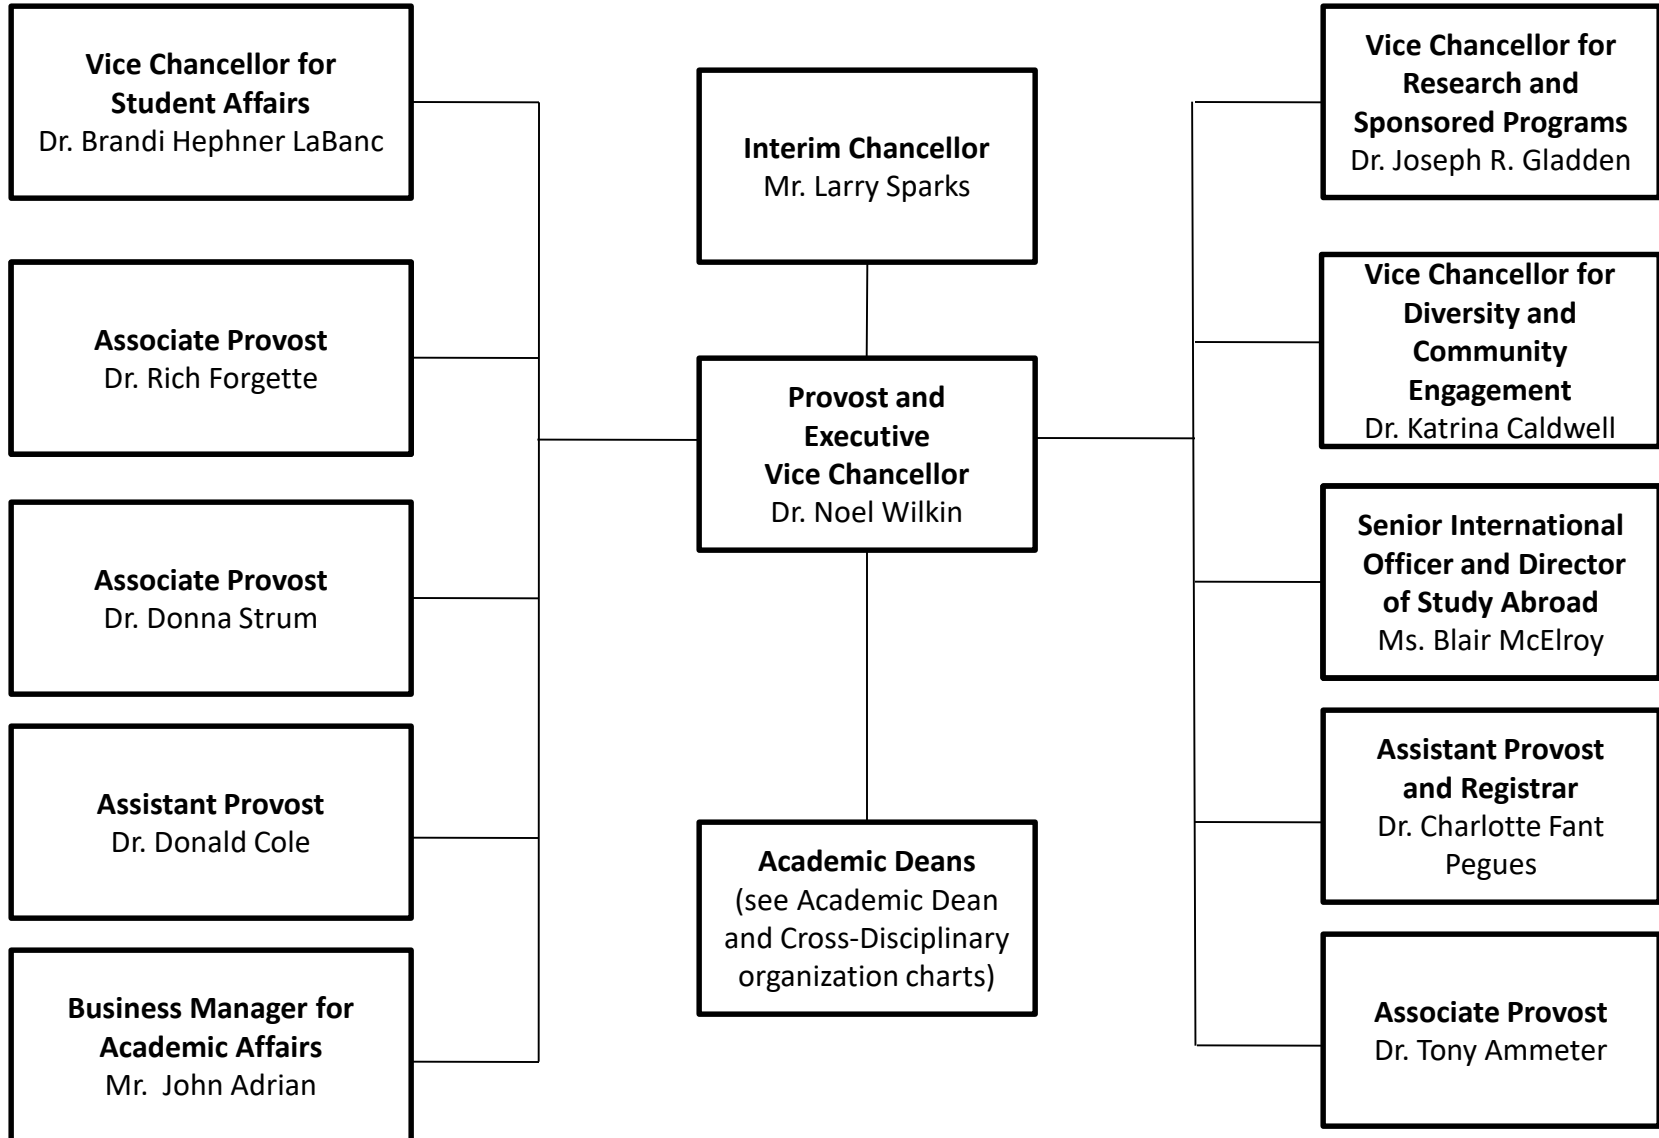 Vice Chancellor for
Student Affairs
Dr. Brandi Hephner LaBanc
Associate Provost
Dr. Rich Forgette
Associate Provost
Dr. Donna Strum
Assistant Provost
Dr. Donald Cole
Business Manager for
Academic Affairs
Mr. John Adrian
Interim Chancellor
Mr. Larry Sparks
Provost and
Executive
Vice Chancellor
Dr. Noel Wilkin
Academic Deans
(see Academic Dean
and Cross-Disciplinary
organization charts)
Vice Chancellor for
Research and
Sponsored Programs
Dr. Joseph R. Gladden
Vice Chancellor for
Diversity and
Community
Engagement
Dr. Katrina Caldwell
Senior International
Officer and Director
of Study Abroad
Ms. Blair McElroy
Assistant Provost
and Registrar
Dr. Charlotte Fant
Pegues
Associate Provost
Dr. Tony Ammeter